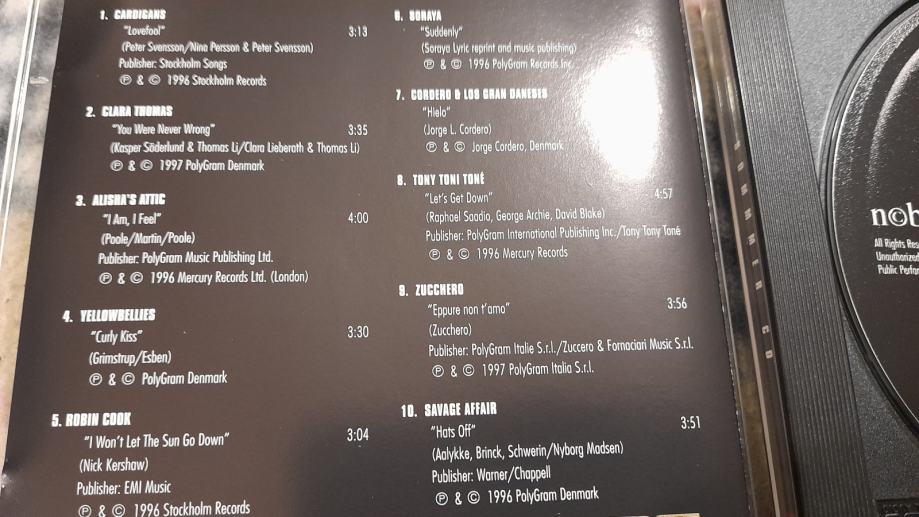 1. CARDIGANS
"Lovefool" 3:13
(Peter Svensson/Nina Persson & Peter Svensson)
Publisher: Stockholm Songs
Ⓟ & © 1996 Stockholm Records
2. CLARA THOMAS
"You Were Never Wrong" 3:35
(Kasper Söderlund & Thomas Li/Clara Lieberath & Thomas Li)
Ⓟ & © 1997 PolyGram Denmark
3. ALISHA'S ATTIC
"I Am, I Feel" 4:00
(Poole/Martin/Poole)
Publisher: PolyGram Music Publishing Ltd.
Ⓟ & © 1996 Mercury Records Ltd. (London)
4. YELLOWBELLIES
"Curly Kiss" 3:30
(Grimstrup/Esben)
Ⓟ & © PolyGram Denmark
5. ROBIN COOK
"I Won't Let The Sun Go Down" 3:04
(Nick Kershaw)
Publisher: EMI Music
Ⓟ & © 1996 Stockholm Records
6. SORAYA
"Suddenly" 4:03
(Soraya Lyric reprint and music publishing)
Ⓟ & © 1996 PolyGram Records Inc.
7. CORDERO & LOS GRAN DANESES
"Hielo"
(Jorge L. Cordero)
Ⓟ & © Jorge Cordero, Denmark
8. TONY TONI TONÉ
"Let's Get Down" 4:57
(Raphael Saadio, George Archie, David Blake)
Publisher: PolyGram International Publishing Inc./Tony Tony Toné
Ⓟ & © 1996 Mercury Records
9. ZUCCHERO
"Eppure non t'amo" 3:56
(Zucchero)
Publisher: PolyGram Italie S.r.l./Zuccero & Fornaciari Music S.r.l.
Ⓟ & © 1997 PolyGram Italia S.r.l.
10. SAVAGE AFFAIR
"Hats Off" 3:51
(Aalykke, Brinck, Schwerin/Nyborg Madsen)
Publisher: Warner/Chappell
Ⓟ & © 1996 PolyGram Denmark
All Rights
Unauthorized
Public